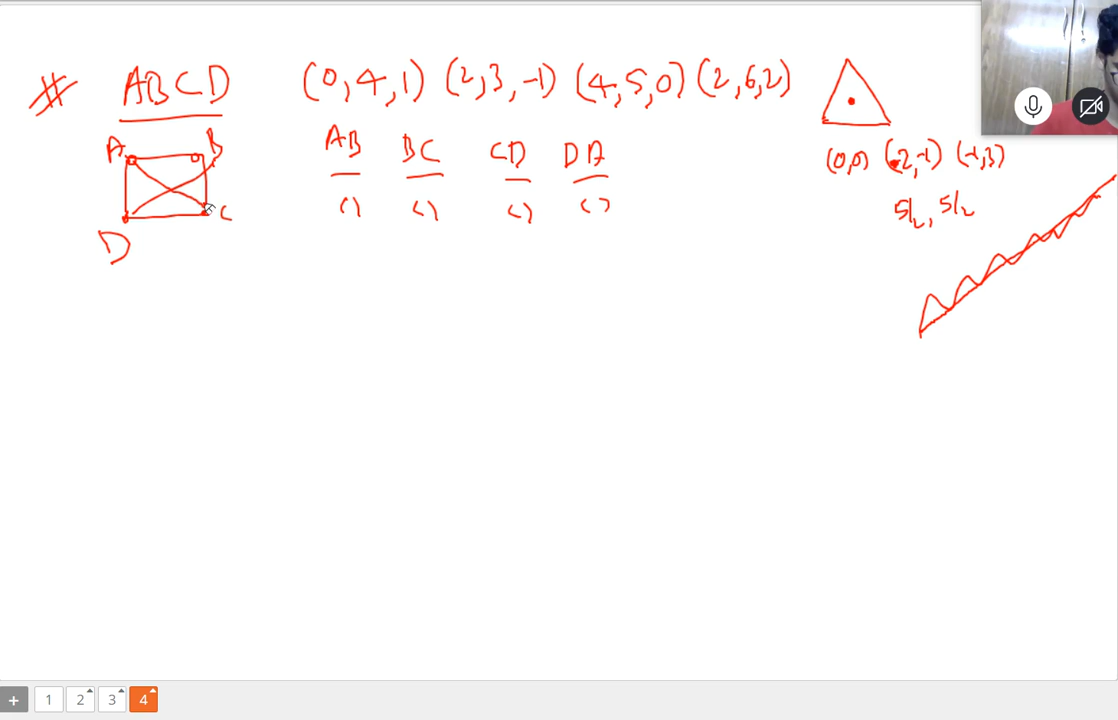 # ABCD (0,4,1) (2,3,-1) (4,5,0) (2,6,2)
A B
D C
AB BC CD DA
( ) ( ) ( ) ( )
(0,0) (2,-1) (-1,3)
5/2, 5/2
+ 1 2 3 4